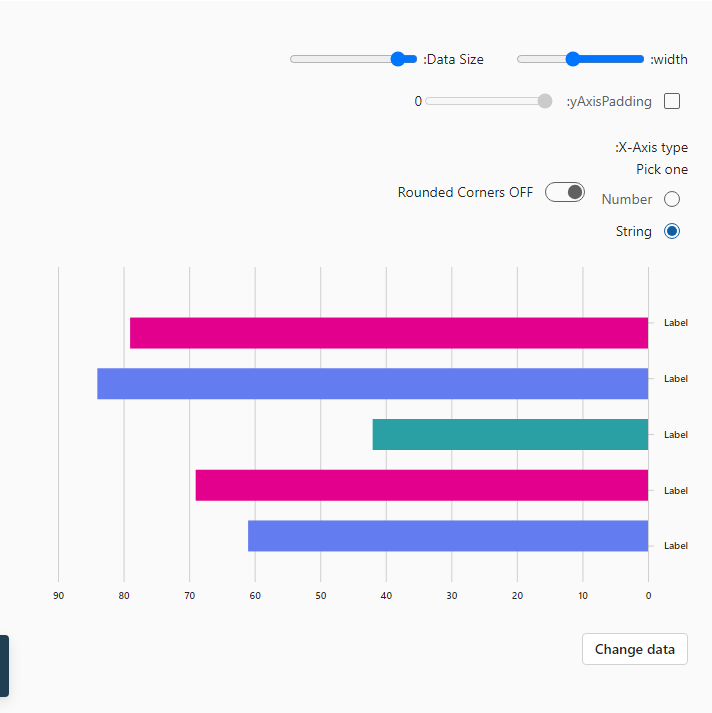 :width
:Data Size
:yAxisPadding
0
:X-Axis type
Pick one
Number
Rounded Corners OFF
String
Label
Label
Label
Label
Label
90 80 70 60 50 40 30 20 10 0
Change data